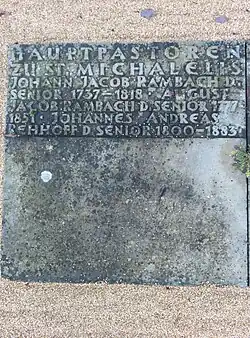 HAUPTPASTOREN
ZU ST. MICHAELIS
JOHANN JACOB RAMBACH D.
SENIOR 1737–1818 · AUGUST
JACOB RAMBACH D. SENIOR 1777
1851 · JOHANNES ANDREAS
REHHOFF D. SENIOR 1800–1883